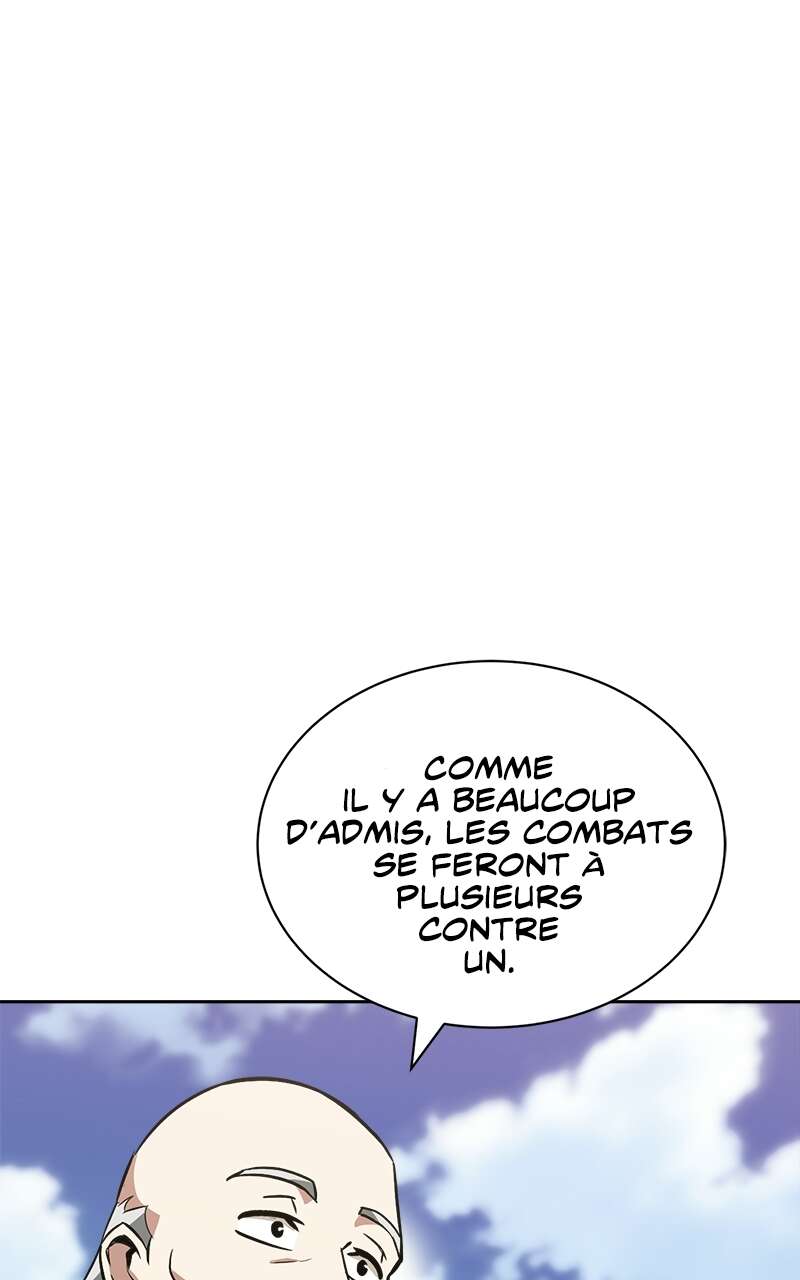 COMME
IL Y A BEAUCOUP
D'ADMIS, LES COMBATS
SE FERONT À
PLUSIEURS
CONTRE
UN.